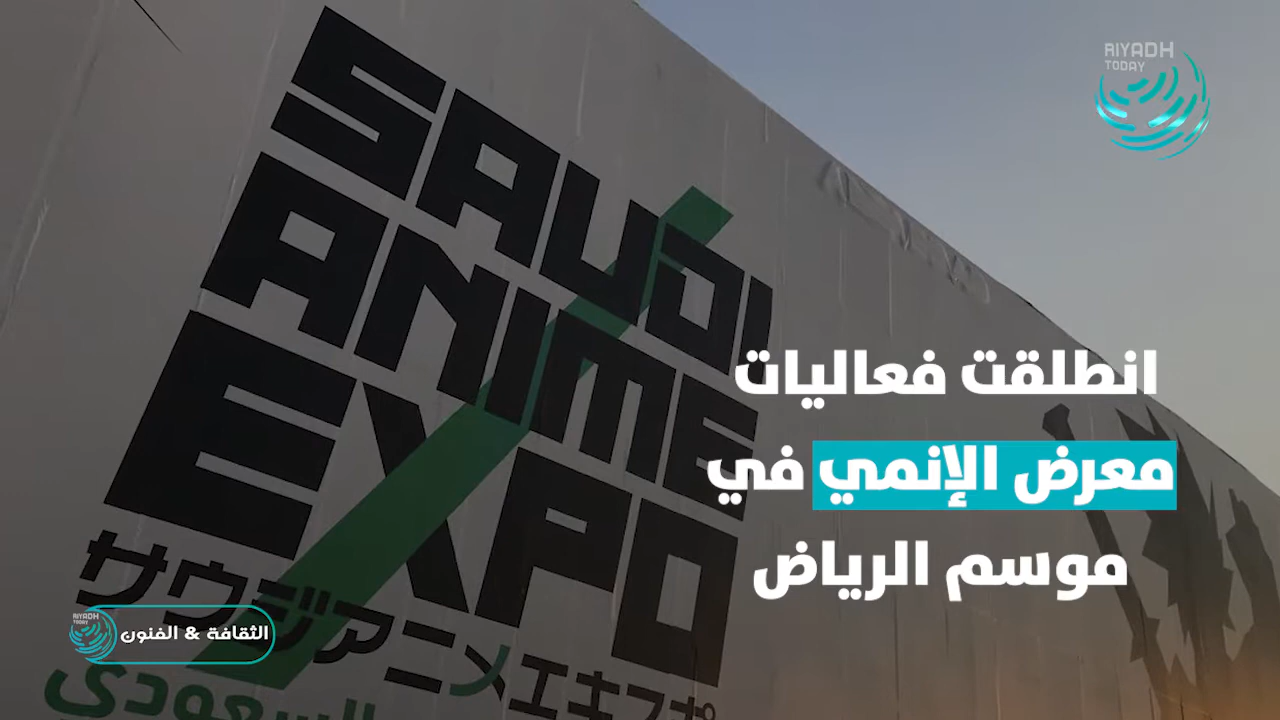 RIYADH
TODAY
SAUDI
ANIME
EXPO
サウジアニメエキスポ
السعودي
انطلقت فعاليات
معرض الإنمي في
موسم الرياض
RIYADH
TODAY
الثقافة & الفنون